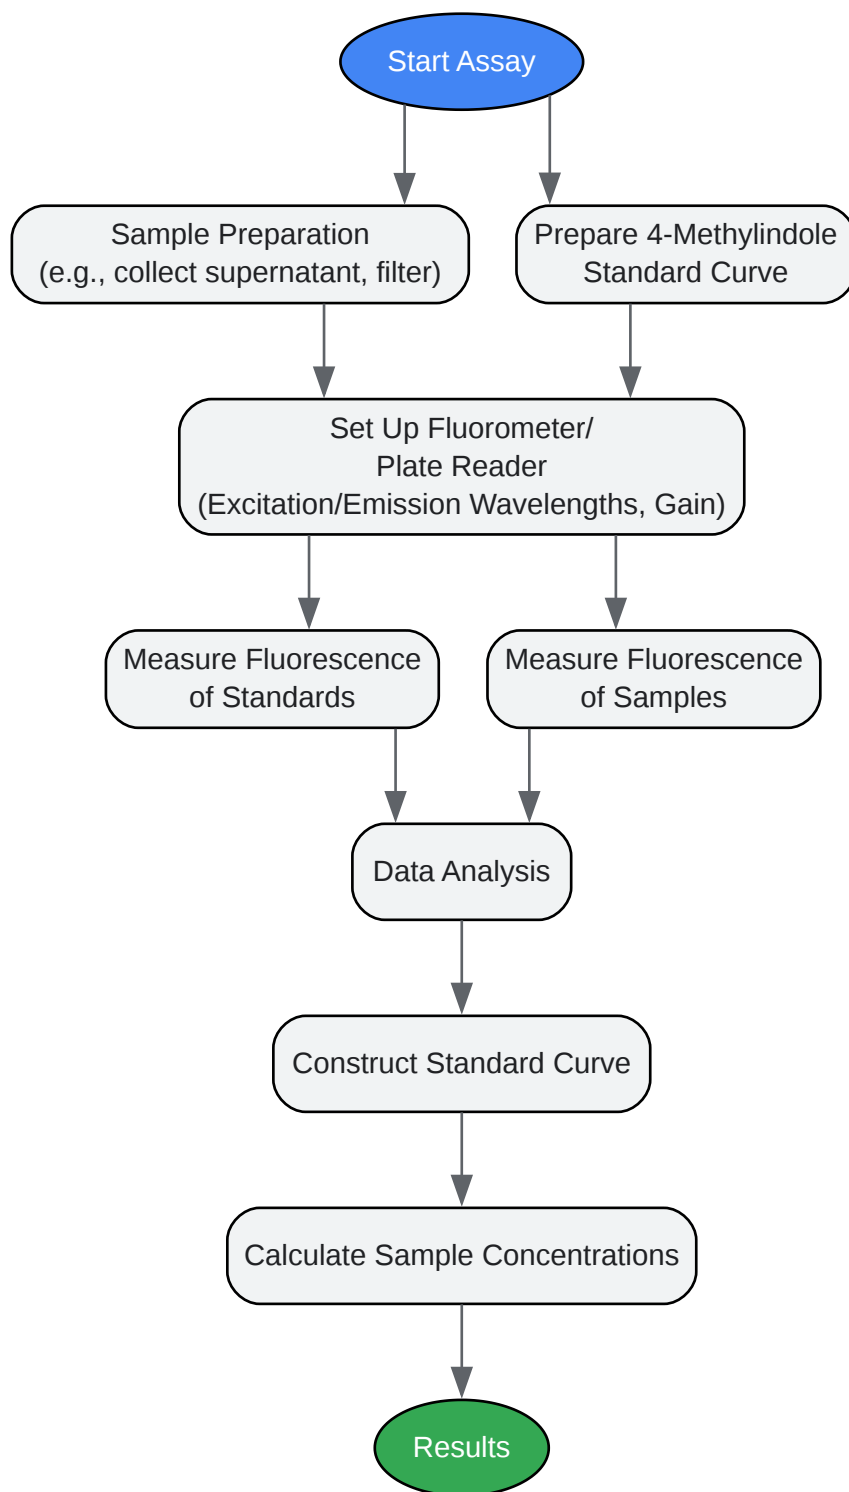 Start Assay
Sample Preparation
(e.g., collect supernatant, filter)
Prepare 4-Methylindole
Standard Curve
Set Up Fluorometer/
Plate Reader
(Excitation/Emission Wavelengths, Gain)
Measure Fluorescence
of Standards
Measure Fluorescence
of Samples
Data Analysis
Construct Standard Curve
Calculate Sample Concentrations
Results